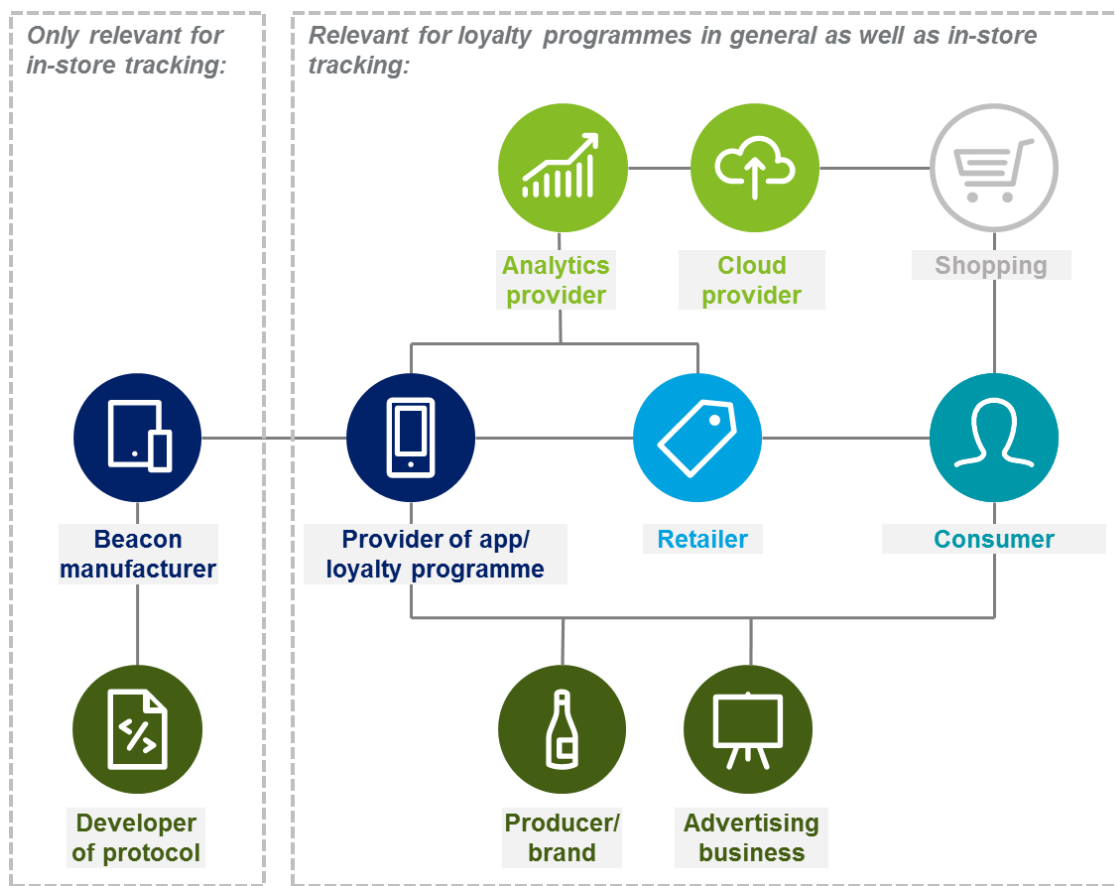 Only relevant for
in-store tracking:
Relevant for loyalty programmes in general as well as in-store
tracking:
Analytics
provider
Cloud
provider
Shopping
Beacon
manufacturer
Provider of app/
loyalty programme
Retailer
Consumer
</>
Developer
of protocol
Producer/
brand
Advertising
business